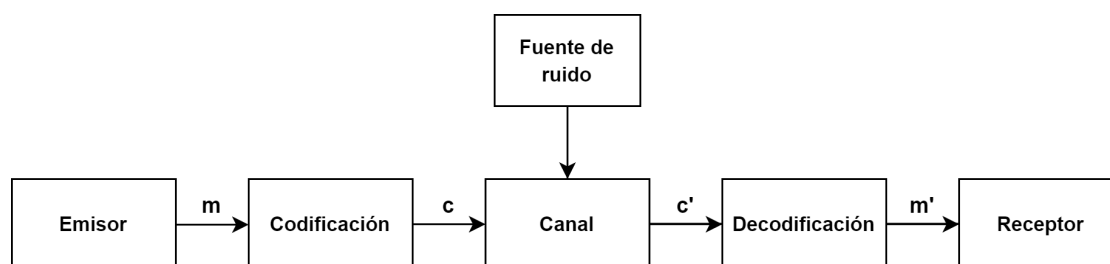 Fuente de
ruido
Emisor
m
Codificación
c
Canal
c'
Decodificación
m'
Receptor